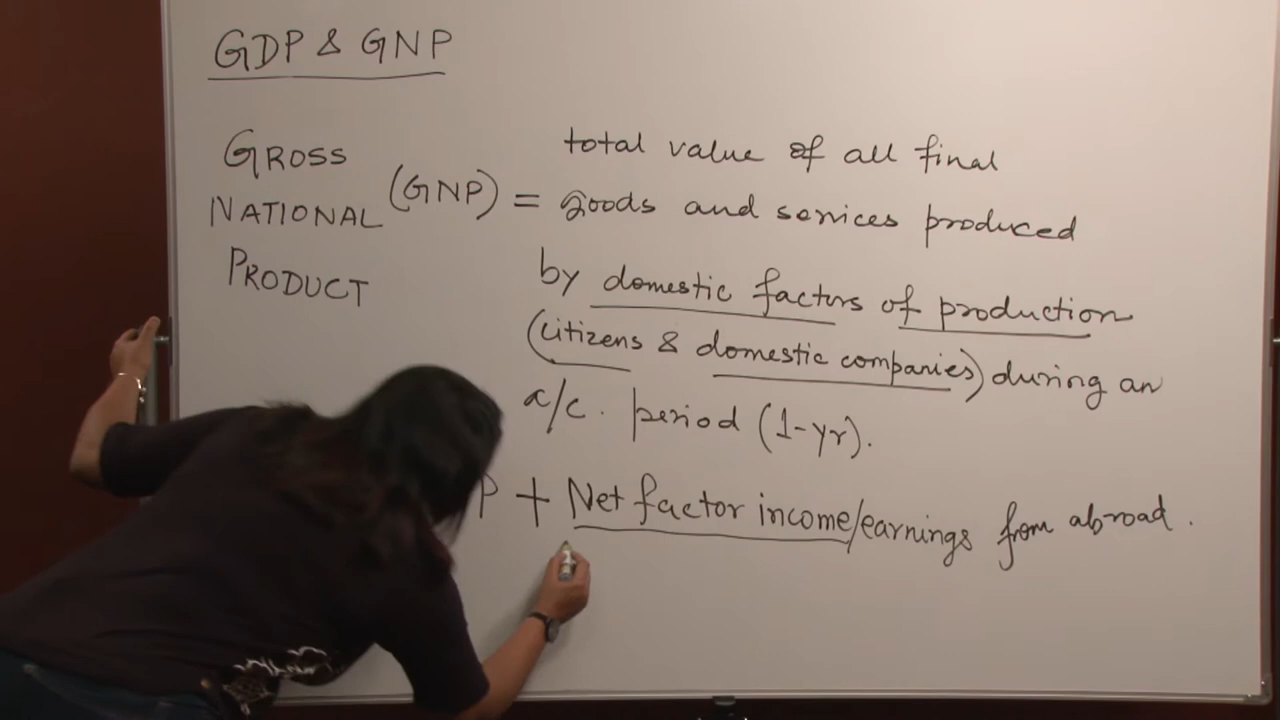 GDP & GNP
GROSS
NATIONAL
PRODUCT
(GNP) =
total value of all final
goods and services produced
by domestic factors of production
(citizens & domestic companies) during an
a/c. period (1-yr).
P + Net factor income/earnings from abroad.